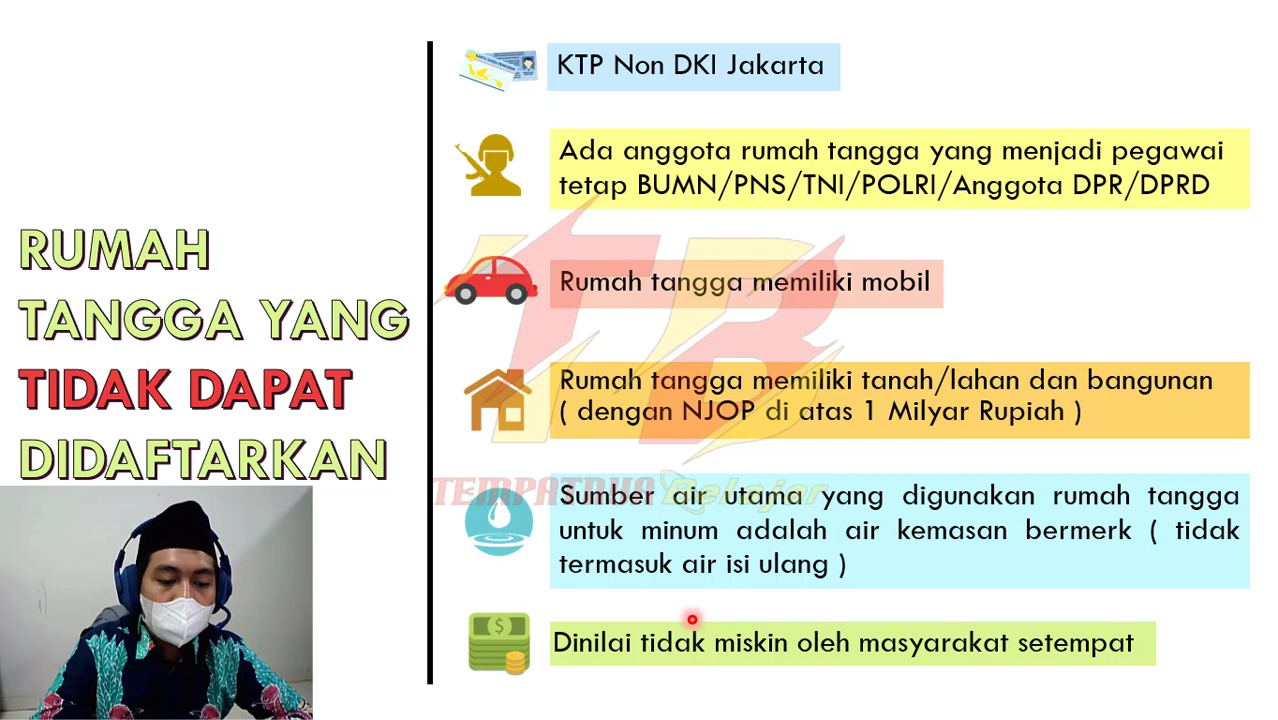 RUMAH
TANGGA YANG
TIDAK DAPAT
DIDAFTARKAN
KTP Non DKI Jakarta
Ada anggota rumah tangga yang menjadi pegawai
tetap BUMN/PNS/TNI/POLRI/Anggota DPR/DPRD
Rumah tangga memiliki mobil
Rumah tangga memiliki tanah/lahan dan bangunan
( dengan NJOP di atas 1 Milyar Rupiah )
Sumber air utama yang digunakan rumah tangga
untuk minum adalah air kemasan bermerk ( tidak
termasuk air isi ulang )
Dinilai tidak miskin oleh masyarakat setempat
TB
TEMPATNYA Belajar